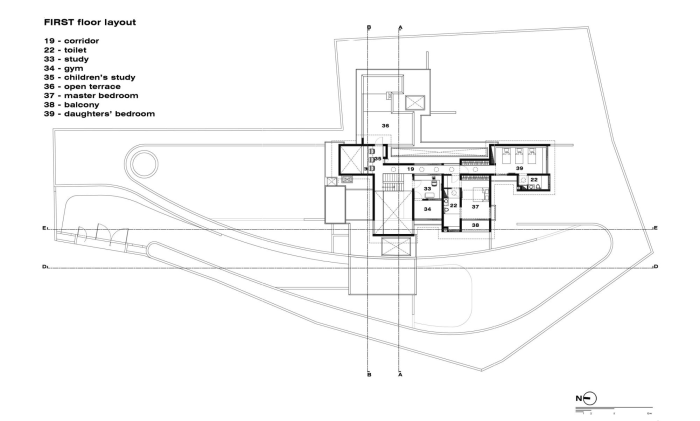 FIRST floor layout
19 - corridor
22 - toilet
33 - study
34 - gym
35 - children's study
36 - open terrace
37 - master bedroom
38 - balcony
39 - daughters' bedroom
B A
36
35
19
39
33
22
22
37
34
38
E E
D D
B A
N